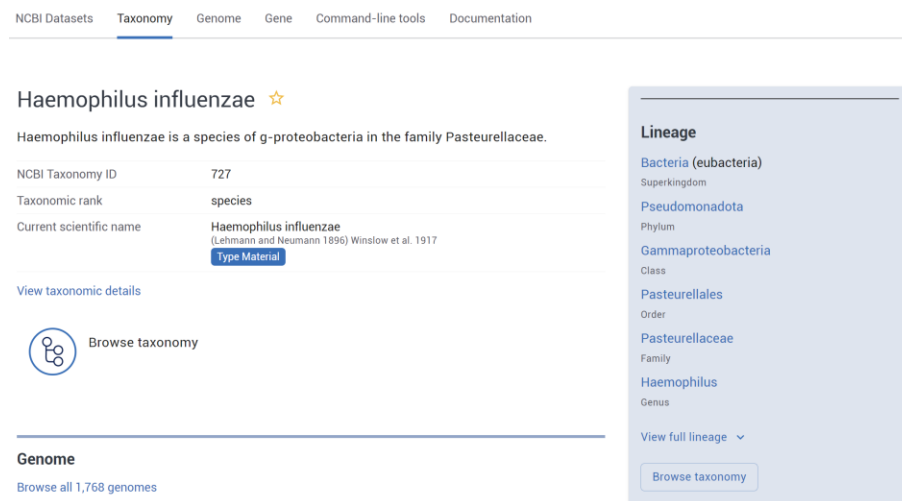 NCBI Datasets Taxonomy Genome Gene Command-line tools Documentation
Haemophilus influenzae
Haemophilus influenzae is a species of g-proteobacteria in the family Pasteurellaceae.
NCBI Taxonomy ID 727
Taxonomic rank species
Current scientific name Haemophilus influenzae
(Lehmann and Neumann 1896) Winslow et al. 1917
Type Material
View taxonomic details
Browse taxonomy
Genome
Browse all 1,768 genomes
Lineage
Bacteria (eubacteria)
Superkingdom
Pseudomonadota
Phylum
Gammaproteobacteria
Class
Pasteurellales
Order
Pasteurellaceae
Family
Haemophilus
Genus
View full lineage
Browse taxonomy